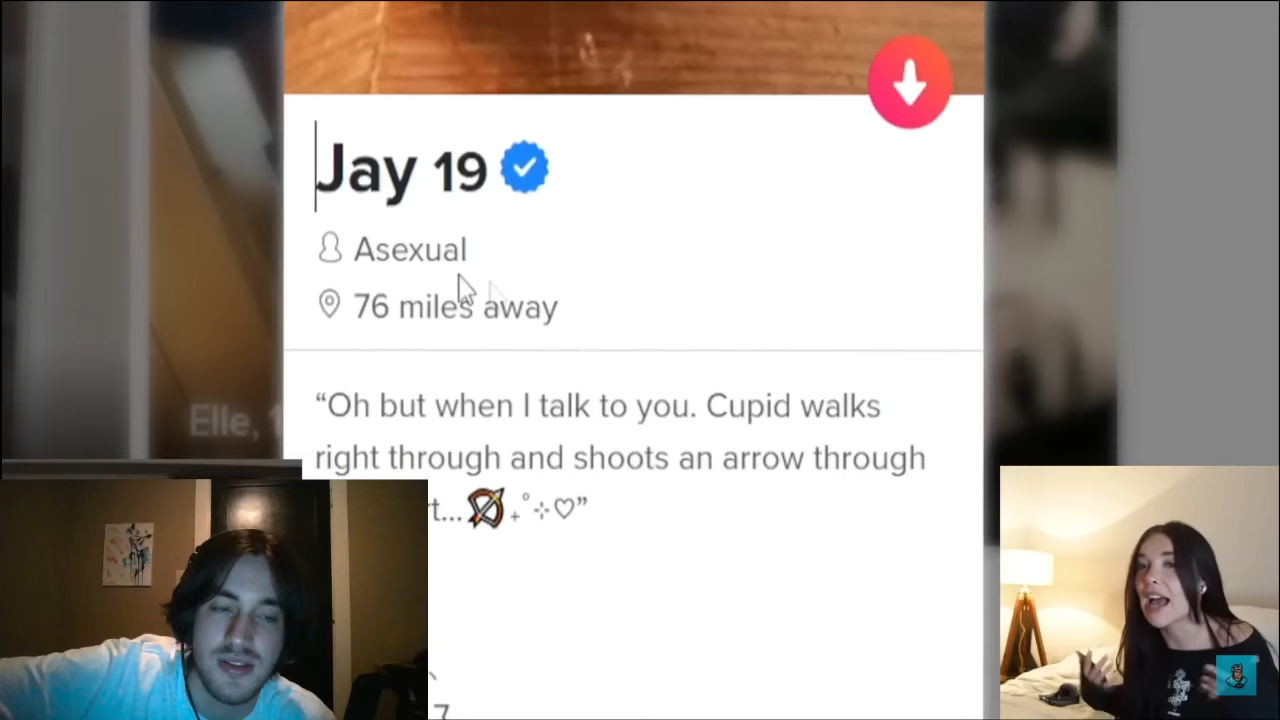 Jay 19
Asexual
76 miles away
Elle,
“Oh but when I talk to you. Cupid walks
right through and shoots an arrow through
t...🏹₊˚⊹♡”
7